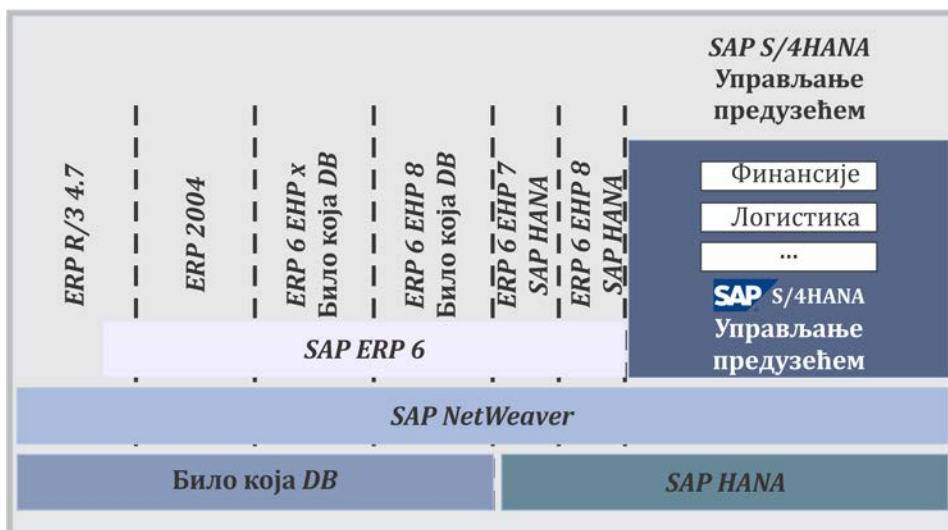 SAP S/4HANA
Управљање
предузећем
ERP R/3 4.7
ERP 2004
ERP 6 EHP x
Било која DB
ERP 6 EHP 8
Било која DB
ERP 6 EHP 7
SAP HANA
ERP 6 EHP 8
SAP HANA
Финансије
Логистика
...
SAP S/4HANA
Управљање
предузећем
SAP ERP 6
SAP NetWeaver
Било која DB
SAP HANA